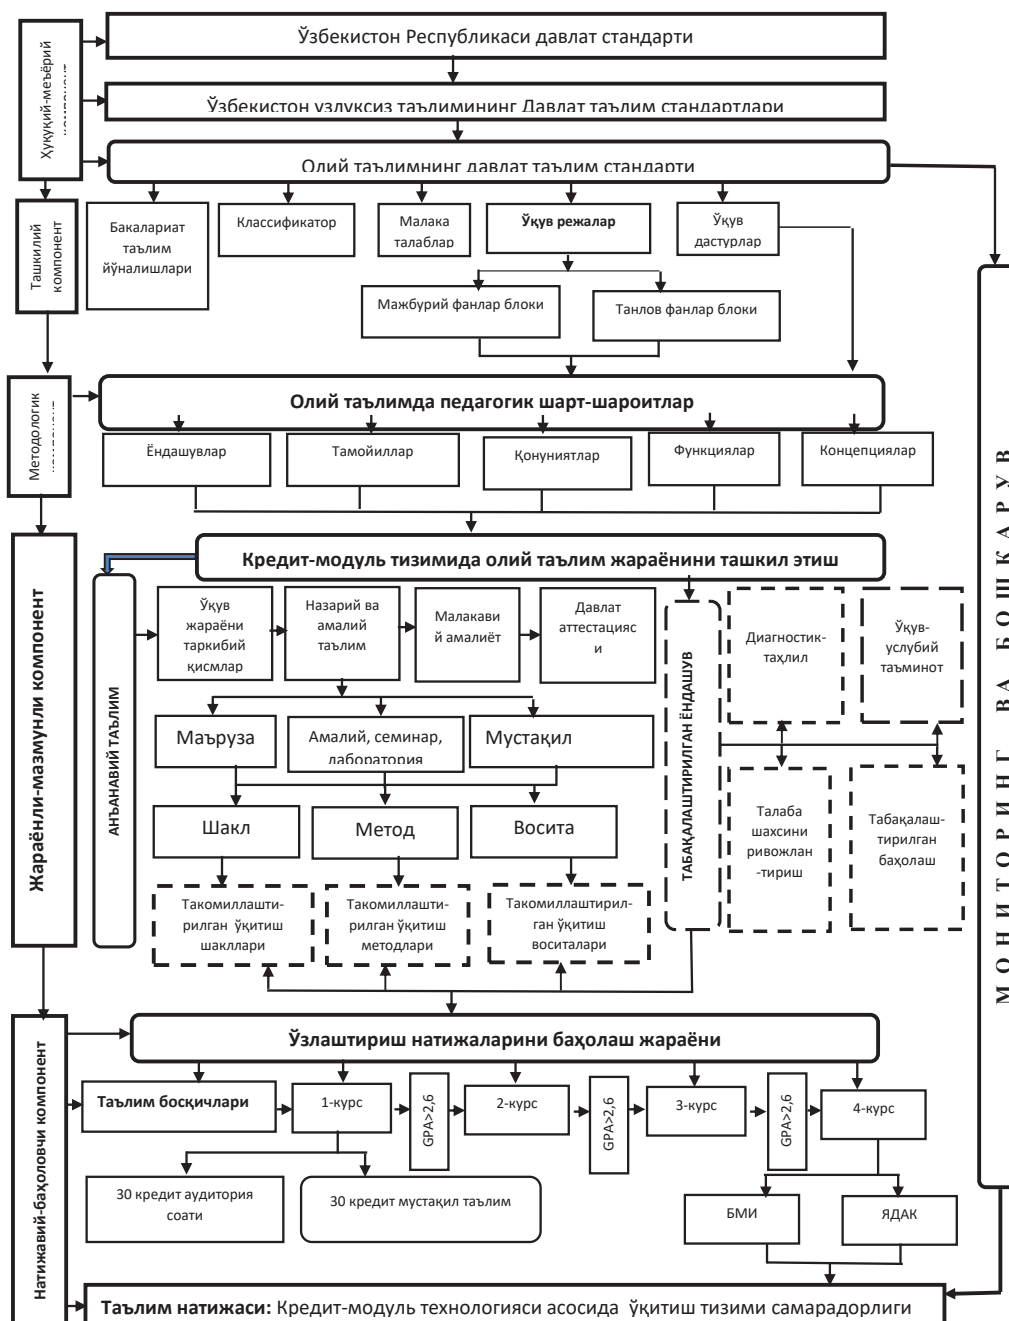 Ўзбекистон Республикаси давлат стандарти
Ҳуқуқий-меъёрий
Ўзбекистон узлуксиз таълимининг Давлат таълим стандартлари
Олий таълимнинг давлат таълим стандарти
Ташкилий
компонент
Бакалариат
таълим
йўналишлари
Классификатор
Малака
талаблар
Ўқув режалар
Ўқув
дастурлар
Мажбурий фанлар блоки
Танлов фанлар блоки
Методологик
Олий таълимда педагогик шарт-шароитлар
Ёндашувлар
Тамойиллар
Қонуниятлар
Функциялар
Концепциялар
МОНИТОРИНГ ВА БОШКАРУВ
Жараёнли-мазмунли компонент
Кредит-модуль тизимида олий таълим жараёнини ташкил этиш
АНЪАНАВИЙ ТАЪЛИМ
Ўқув
жараёни
таркибий
қисмлар
Назарий ва
амалий
таълим
Малакави
й амалиёт
Давлат
аттестацияс
и
ТАБАҚАЛАШТИРИЛГАН ЁНДАШУВ
Диагностик-
таҳлил
Ўқув-
услубий
таъминот
Маъруза
Амалий, семинар,
лаборатория
Мустақил
Шакл
Метод
Восита
Талаба
шахсини
ривожлан
-тириш
Табақалаш-
тирилган
баҳолаш
Такомиллашти-
рилган ўқитиш
шакллари
Такомиллашти-
рилган ўқитиш
методлари
Такомиллаштирил-
ган ўқитиш
воситалари
Натижавий-баҳоловчи компонент
Ўзлаштириш натижаларини баҳолаш жараёни
Таълим босқичлари
1-курс
GPA>2,6
2-курс
GPA>2,6
3-курс
GPA>2,6
4-курс
30 кредит аудитория
соати
30 кредит мустақил таълим
БМИ
ЯДАК
Таълим натижаси: Кредит-модуль технологияси асосида ўқитиш тизими самарадорлиги